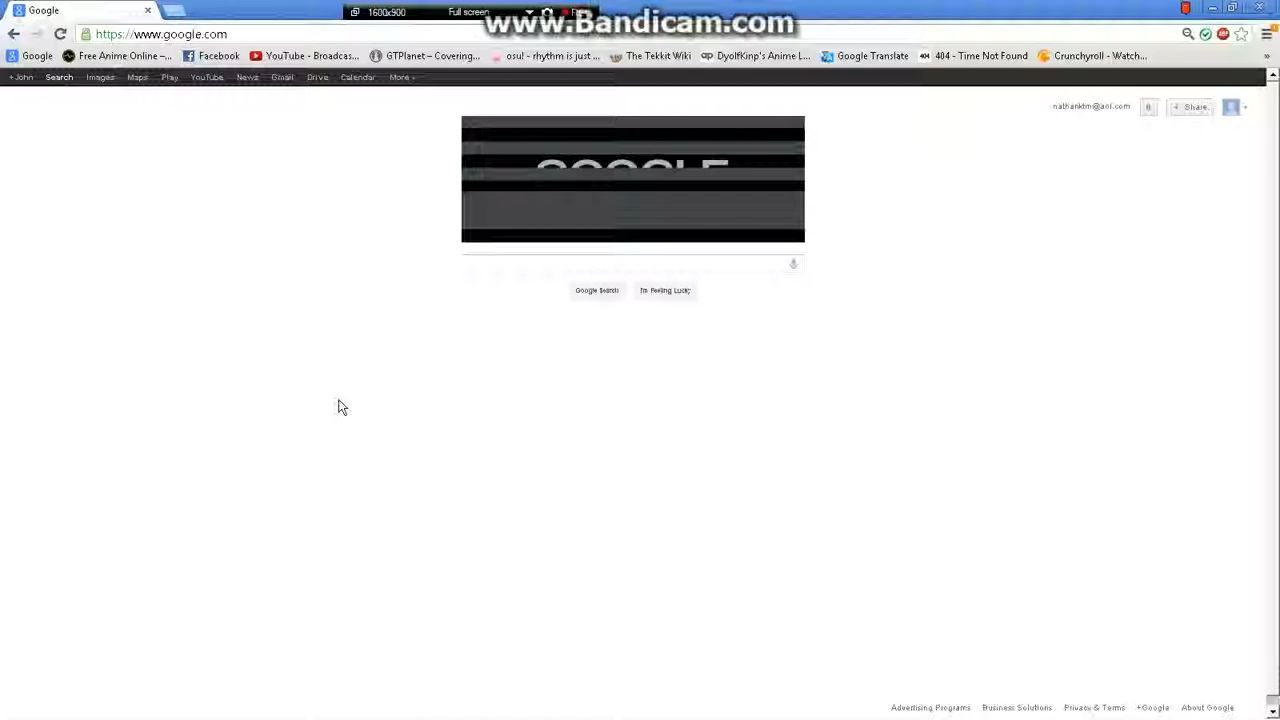 Google
1600x900 Full screen
www.Bandicam.com
https://www.google.com
Google Free Anime Online –... Facebook YouTube - Broadcas... GTPlanet – Covering... osu! - rhythm is just ... The Tekkit Wiki DyolfKnip's Anime L... Google Translate 404 - Time Not Found Crunchyroll - Watch...
+John Search Images Maps Play YouTube News Gmail Drive Calendar More
nathanktm@aol.com 0 + Share
GOOGLE
Google Search I'm Feeling Lucky
Advertising Programs Business Solutions Privacy & Terms +Google About Google